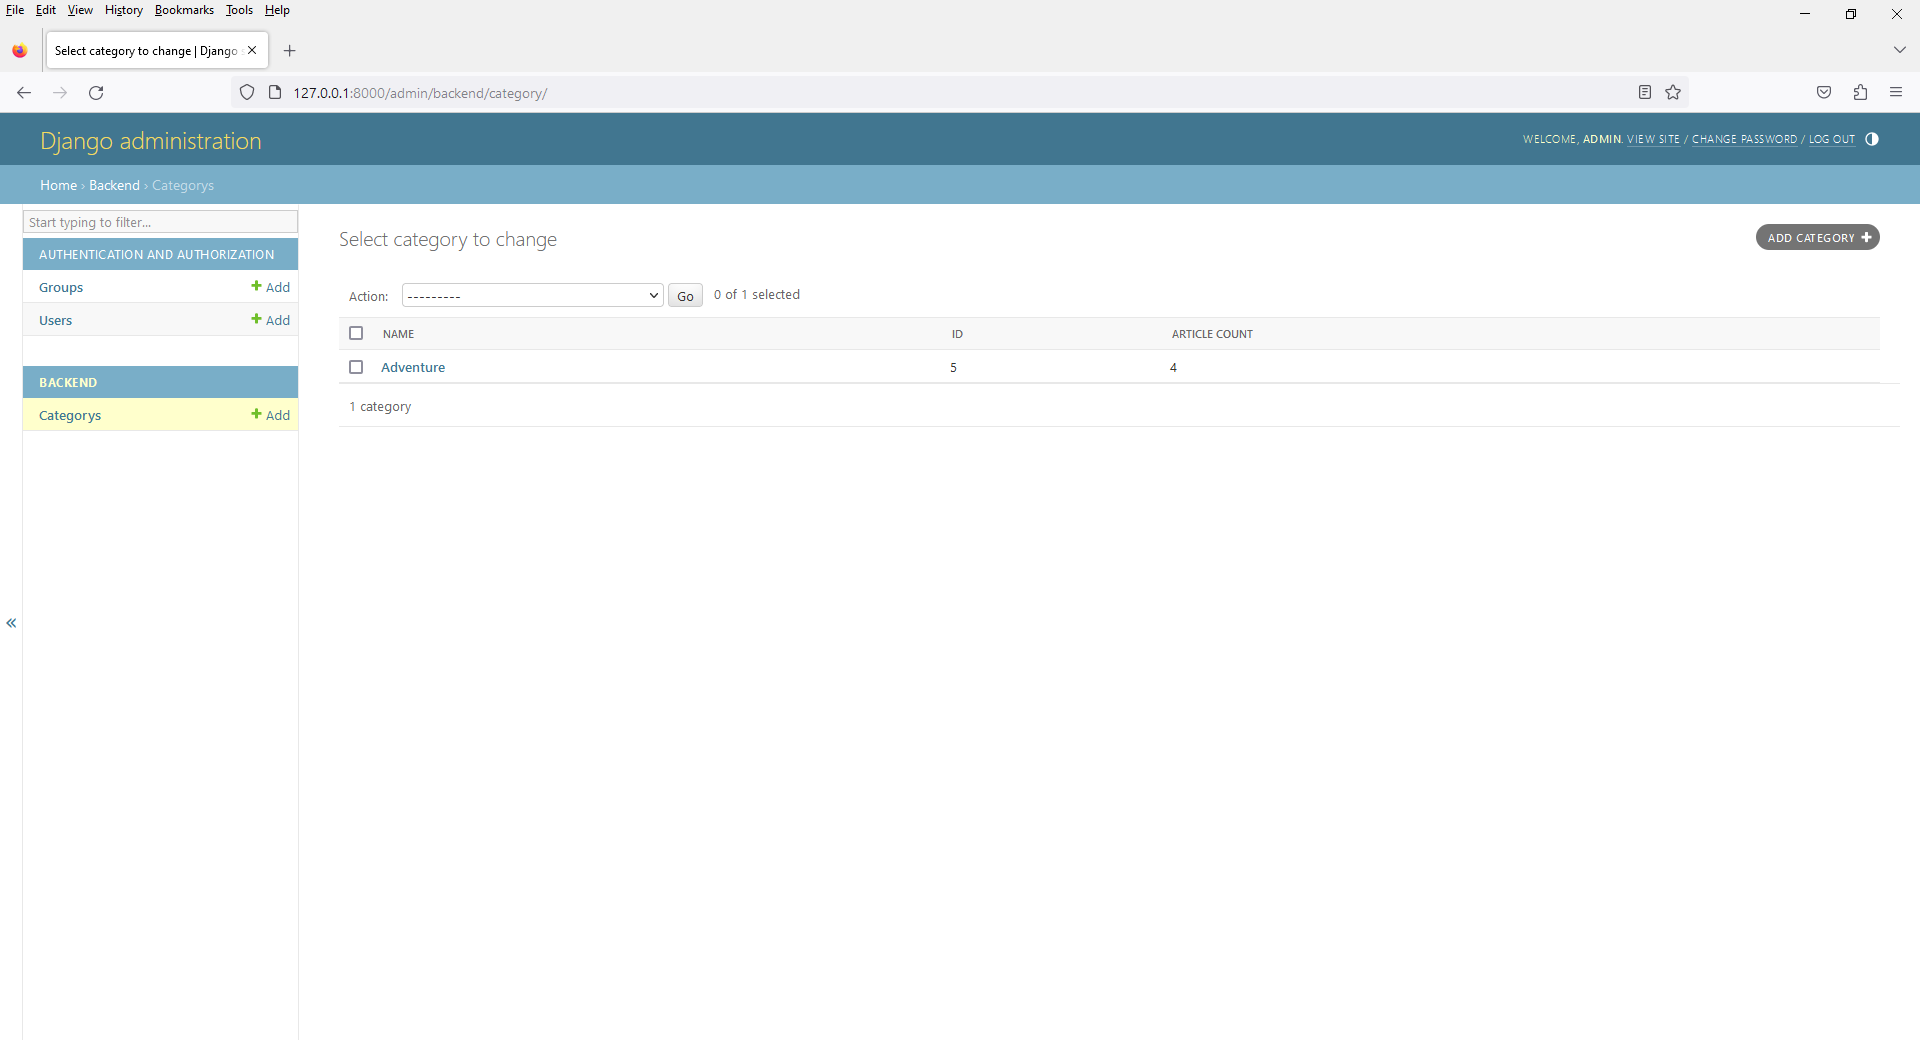 File Edit View History Bookmarks Tools Help
Select category to change | Django
127.0.0.1:8000/admin/backend/category/
Django administration
WELCOME, ADMIN. VIEW SITE / CHANGE PASSWORD / LOG OUT
Home › Backend › Categorys
Start typing to filter...
AUTHENTICATION AND AUTHORIZATION
Groups + Add
Users + Add
BACKEND
Categorys + Add
«
Select category to change
ADD CATEGORY +
Action: --------- Go 0 of 1 selected
NAME ID ARTICLE COUNT
Adventure 5 4
1 category